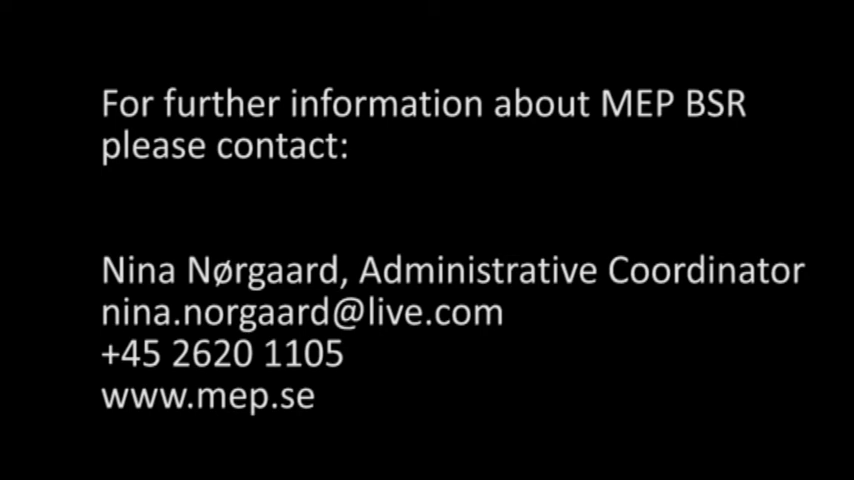 For further information about MEP BSR
please contact:
Nina Nørgaard, Administrative Coordinator
nina.norgaard@live.com
+45 2620 1105
www.mep.se